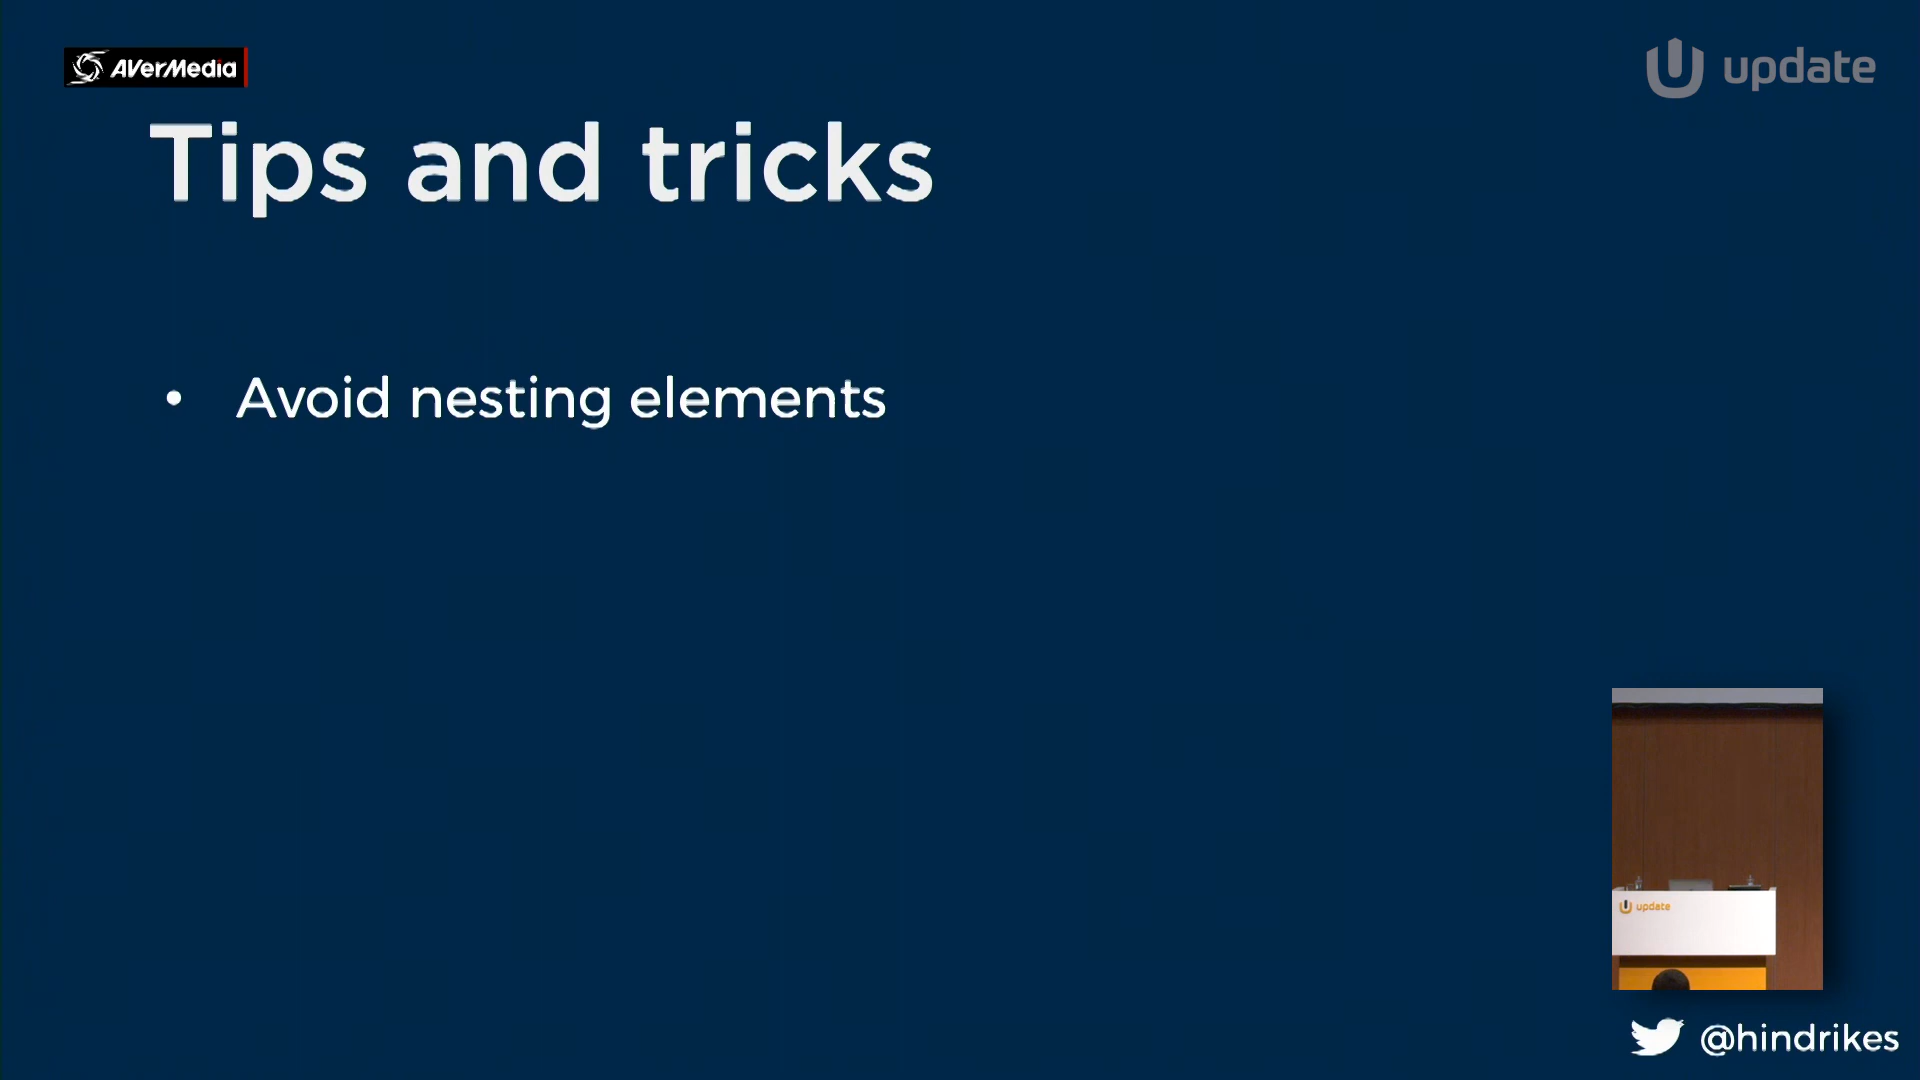 AVerMedia
update
Tips and tricks
• Avoid nesting elements
update
@hindrikes